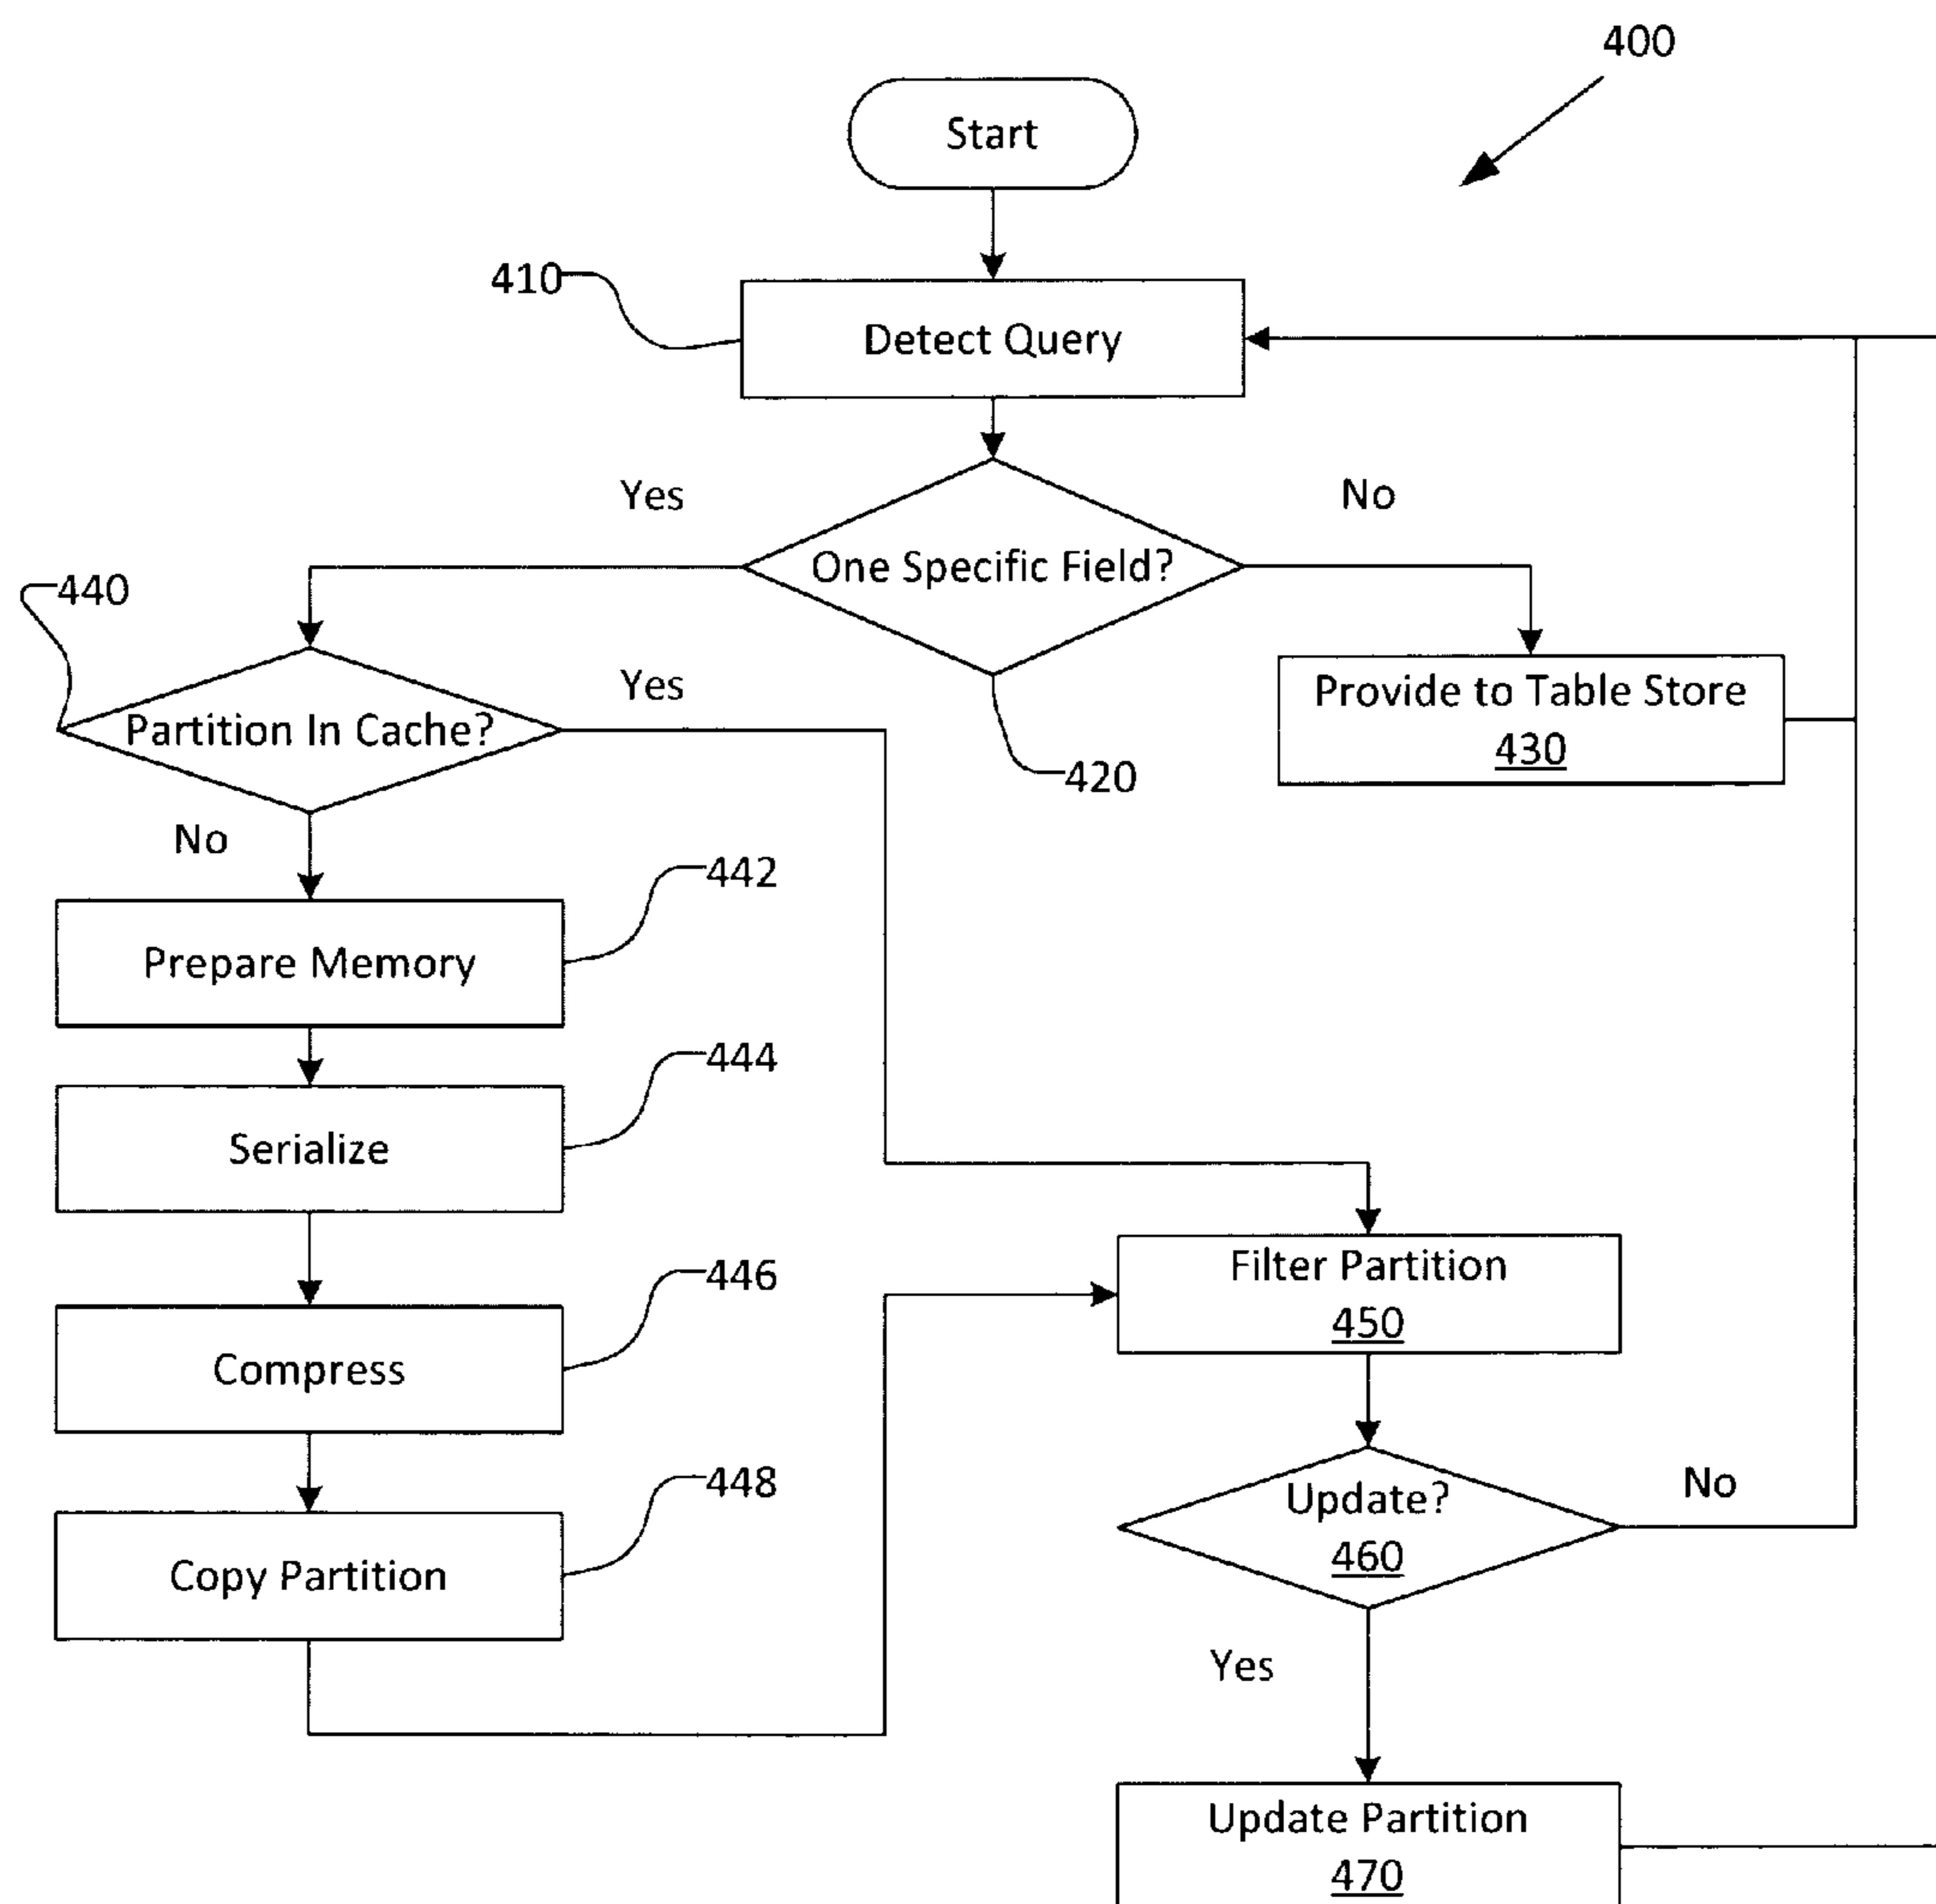 400
Start
410
Detect Query
Yes
No
One Specific Field?
440
Yes
Provide to Table Store
430
Partition In Cache?
420
No
442
Prepare Memory
444
Serialize
Filter Partition
450
446
Compress
448
Update?
460
No
Copy Partition
Yes
Update Partition
470